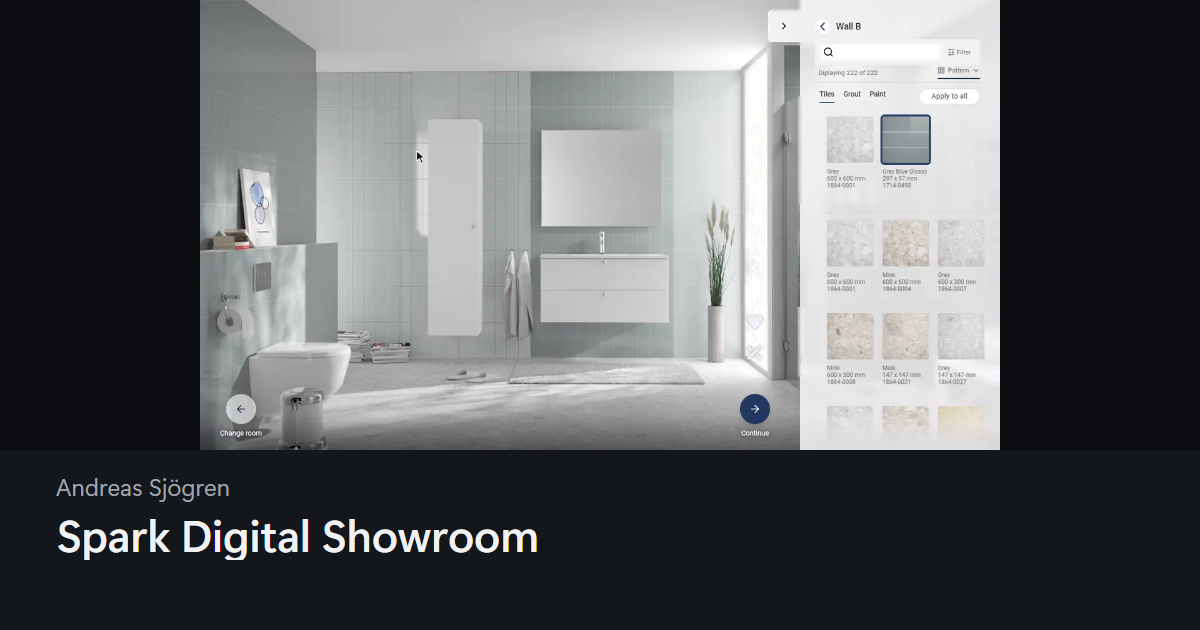 Wall B
Filter
Diplaying 222 of 222
Pattern
Tiles Grout Paint
Apply to all
Grey
600 x 600 mm
1864-0001
Grey Blue Glossy
297 x 97 mm
1714-0493
Grey
600 x 600 mm
1864-0001
Mink
600 x 600 mm
1864-0004
Grey
600 x 300 mm
1864-0007
Mink
600 x 300 mm
1864-0008
Mink
147 x 147 mm
1864-0021
Grey
147 x 147 mm
1864-0027
Change room
Continue
Andreas Sjögren
Spark Digital Showroom